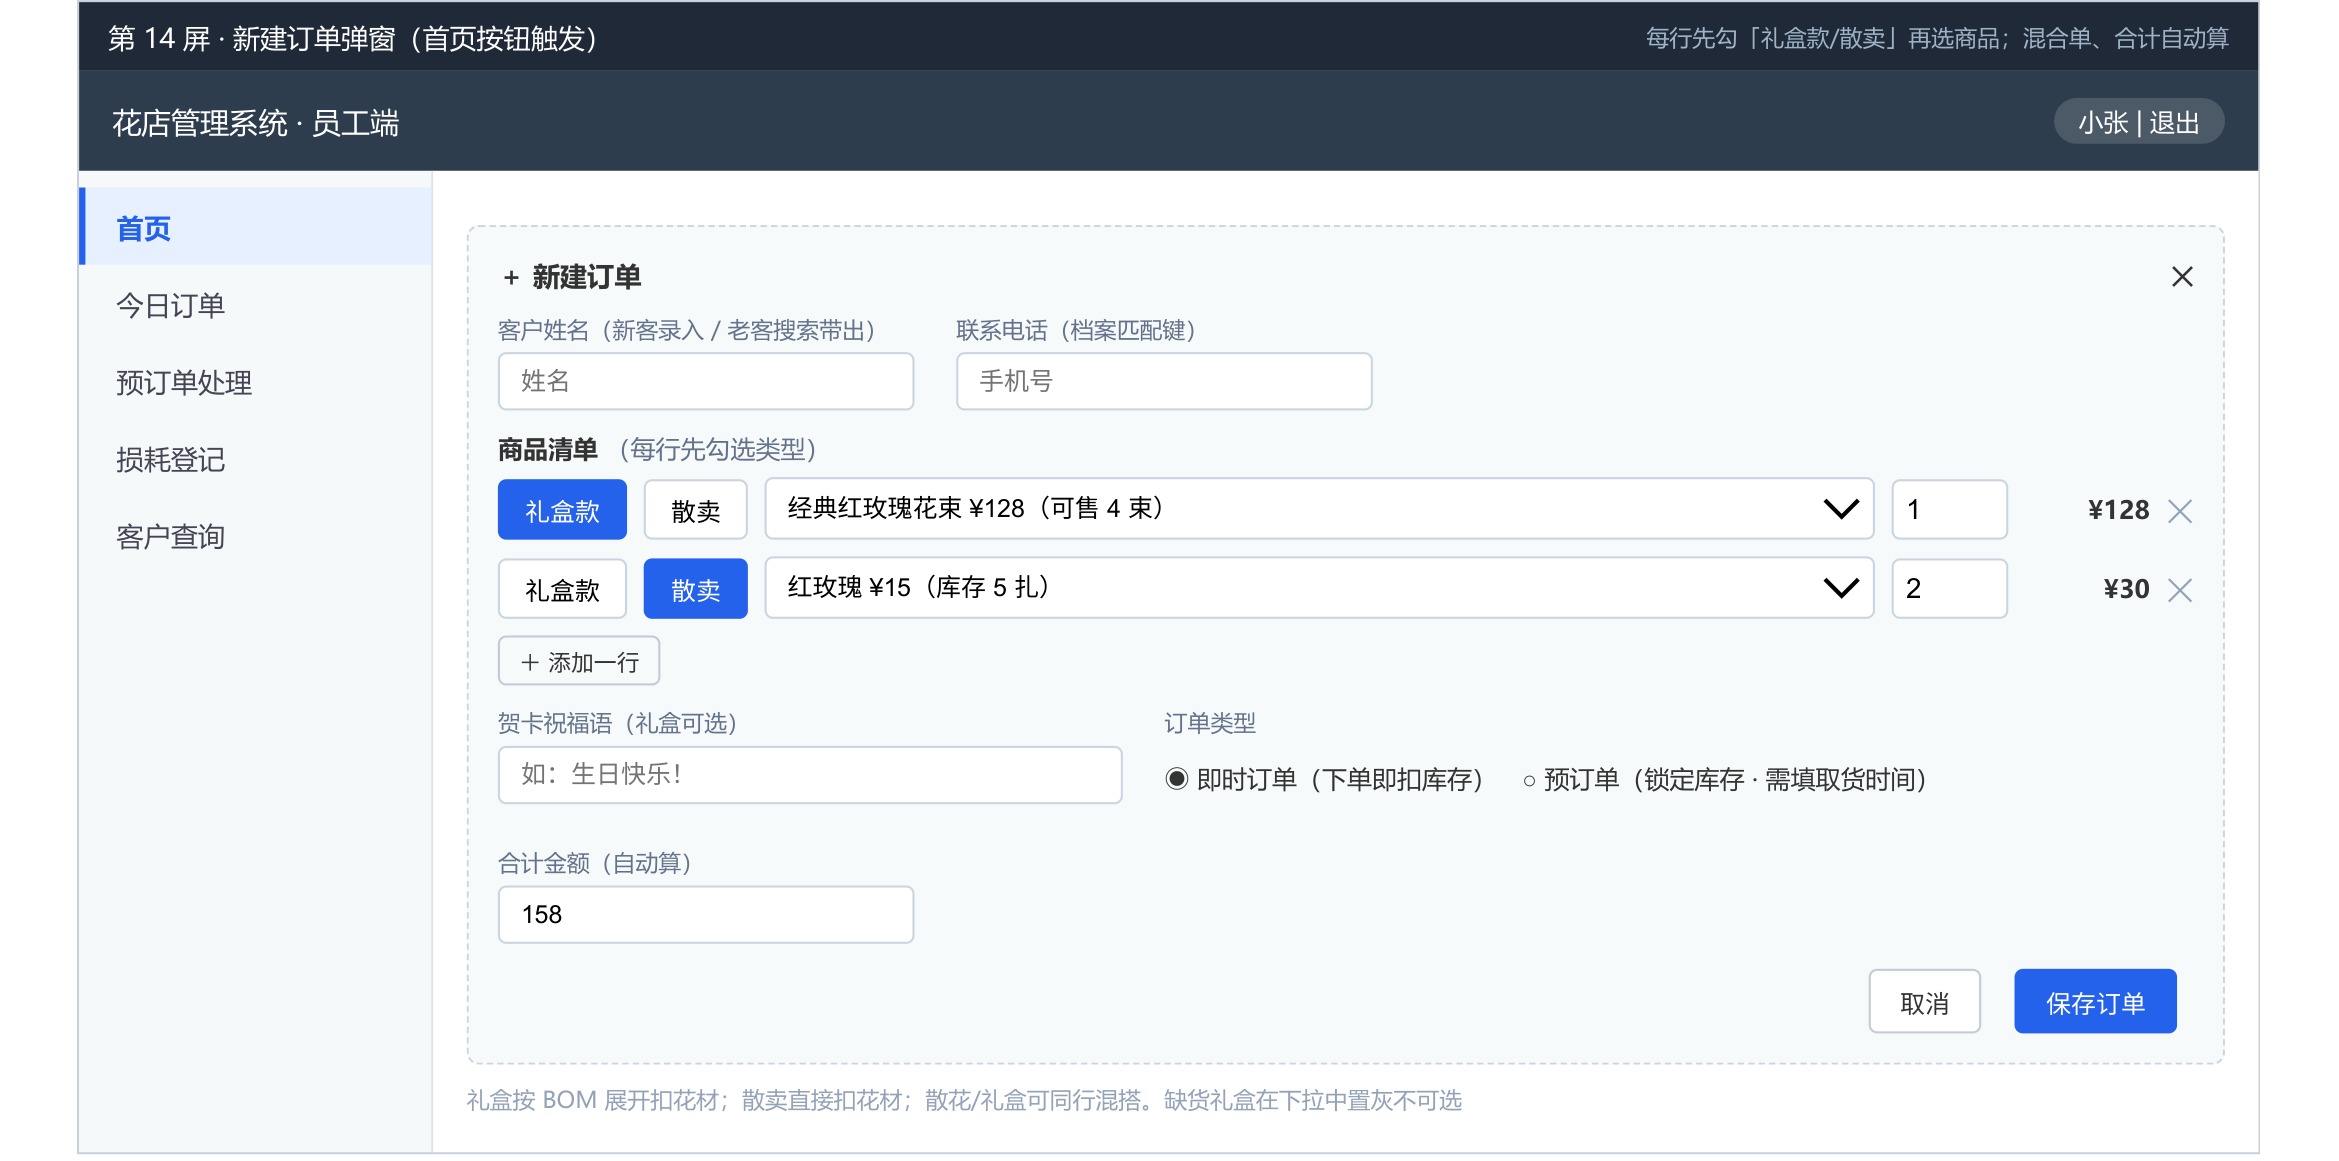 第 14 屏 · 新建订单弹窗（首页按钮触发）
每行先勾「礼盒款/散卖」再选商品；混合单、合计自动算
花店管理系统 · 员工端
小张 | 退出
首页
今日订单
预订单处理
损耗登记
客户查询
+ 新建订单
客户姓名（新客录入 / 老客搜索带出）
联系电话（档案匹配键）
姓名
手机号
商品清单 （每行先勾选类型）
礼盒款 散卖 经典红玫瑰花束 ¥128（可售 4 束） 1 ¥128
礼盒款 散卖 红玫瑰 ¥15（库存 5 扎） 2 ¥30
+ 添加一行
贺卡祝福语（礼盒可选）
订单类型
如：生日快乐！
即时订单（下单即扣库存）
预订单（锁定库存 · 需填取货时间）
合计金额（自动算）
158
取消
保存订单
礼盒按 BOM 展开扣花材；散卖直接扣花材；散花/礼盒可同行混搭。缺货礼盒在下拉中置灰不可选